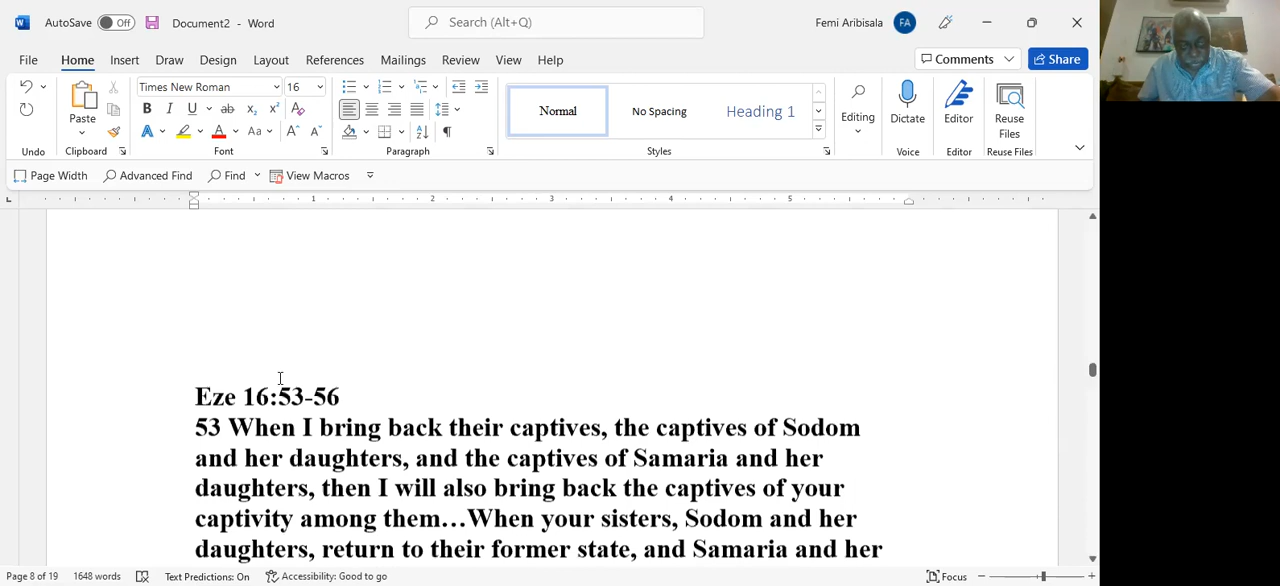 AutoSave Off Document2 - Word Search (Alt+Q) Femi Aribisala FA
File Home Insert Draw Design Layout References Mailings Review View Help Comments Share
Times New Roman 16
Paste
Normal No Spacing Heading 1
Editing Dictate Editor Reuse Files
Undo Clipboard Font Paragraph Styles Voice Editor Reuse Files
Page Width Advanced Find Find View Macros
1 2 3 4 5
Eze 16:53-56
53 When I bring back their captives, the captives of Sodom
and her daughters, and the captives of Samaria and her
daughters, then I will also bring back the captives of your
captivity among them…When your sisters, Sodom and her
daughters, return to their former state, and Samaria and her
Page 8 of 19 1648 words Text Predictions: On Accessibility: Good to go Focus